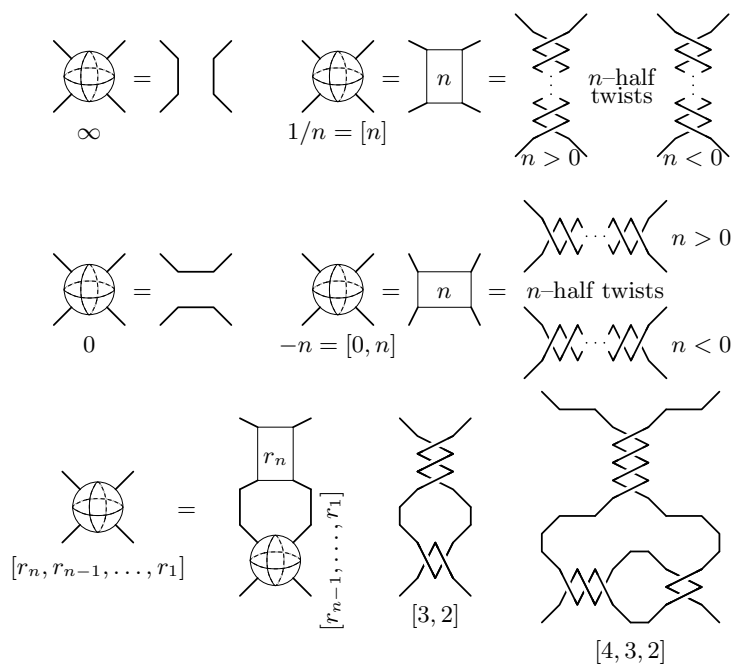 = = n = n–half twists
∞ 1/n = [n] n > 0 n < 0
= = n = n > 0
n–half twists
0 −n = [0, n] n < 0
= r_n
[r_n, r_{n−1}, . . . , r_1] [r_{n−1}, . . . , r_1] [3, 2]
[4, 3, 2]